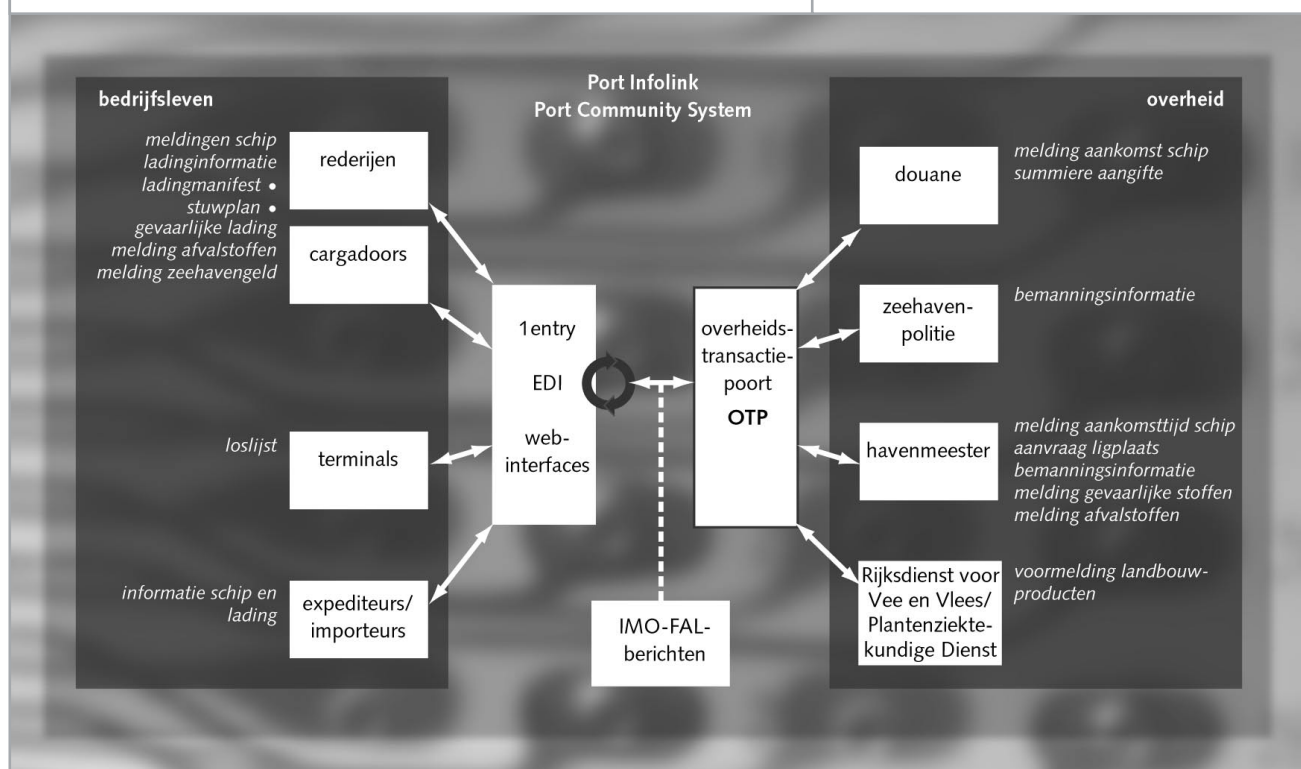 Port Infolink
Port Community System
bedrijfsleven
meldingen schip
ladinginformatie
ladingmanifest •
stuwplan •
gevaarlijke lading
melding afvalstoffen
melding zeehavengeld
rederijen
cargadoors
loslijst
terminals
informatie schip en
lading
expediteurs/
importeurs
1entry
EDI
web-
interfaces
IMO-FAL-
berichten
overheids-
transactie-
poort
OTP
overheid
douane
melding aankomst schip
summiere aangifte
zeehaven-
politie
bemanningsinformatie
havenmeester
melding aankomsttijd schip
aanvraag ligplaats
bemanningsinformatie
melding gevaarlijke stoffen
melding afvalstoffen
Rijksdienst voor
Vee en Vlees/
Plantenziekte-
kundige Dienst
voormelding landbouw-
producten